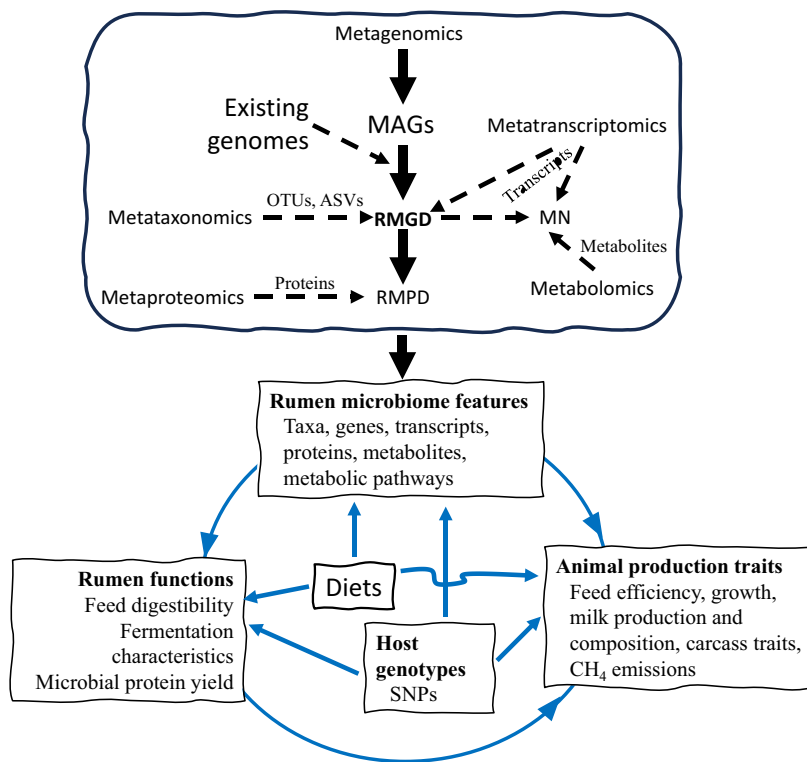 Metagenomics
Existing
genomes
MAGs
Metatranscriptomics
Transcripts
OTUs, ASVs
Metataxonomics
RMGD
MN
Metabolites
Metaproteomics
Proteins
RMPD
Metabolomics
Rumen microbiome features
Taxa, genes, transcripts,
proteins, metabolites,
metabolic pathways
Rumen functions
Feed digestibility
Fermentation
characteristics
Microbial protein yield
Diets
Host
genotypes
SNPs
Animal production traits
Feed efficiency, growth,
milk production and
composition, carcass traits,
CH₄ emissions